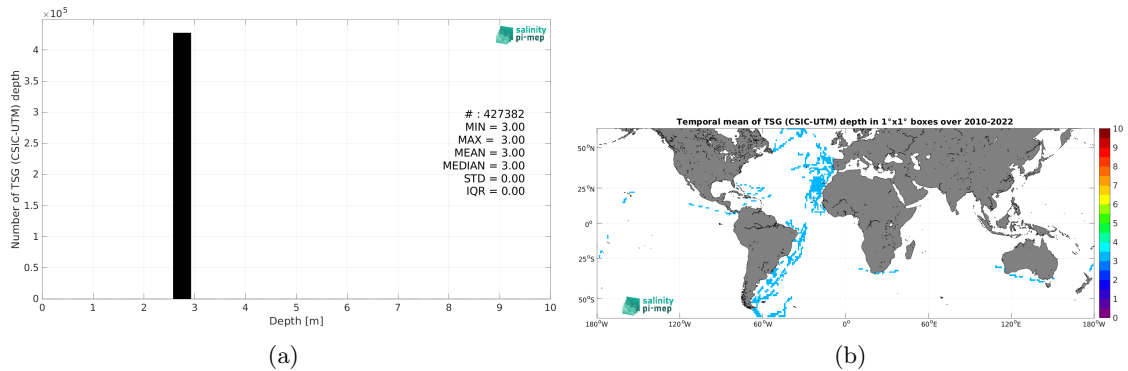 ×10⁵
4
3.5
3
2.5
2
1.5
1
0.5
0
0 1 2 3 4 5 6 7 8 9 10
Depth [m]
Number of TSG (CSIC-UTM) depth
salinity
pi-mep
# : 427382
MIN = 3.00
MAX = 3.00
MEAN = 3.00
MEDIAN = 3.00
STD = 0.00
IQR = 0.00
(a)
Temporal mean of TSG (CSIC-UTM) depth in 1°x1° boxes over 2010-2022
50°N
25°N
0°
25°S
50°S
180°W 120°W 60°W 0°E 60°E 120°E 180°W
salinity
pi-mep
10
9
8
7
6
5
4
3
2
1
0
(b)